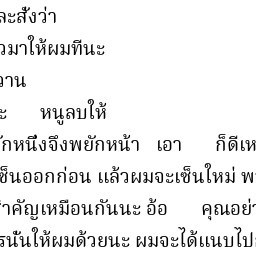 ละสั่งว่า
วมาให้ผมทีนะ
วาน
ะ หนูลบให้
ักหนึ่งจึงพยักหน้า เอา ก็ดีเห
ซ็นออกก่อน แล้วผมจะเซ็นใหม่ พ
ำคัญเหมือนกันนะ อ้อ คุณอย่า
รนั้นให้ผมด้วยนะ ผมจะได้แนบไป